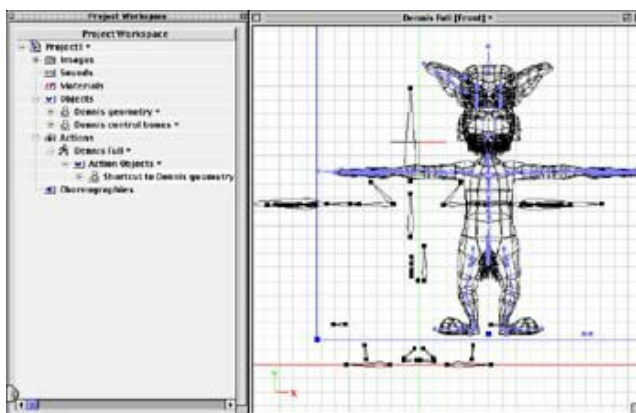 Project Workspace
Project Workspace
Project1 *
Images
Sounds
Materials
Objects
Dennis geometry *
Dennis control bones *
Actions
Dennis Full *
Action Objects *
Shortcut to Dennis geometry
Choreographies
Dennis Full [Front] *
Y
X